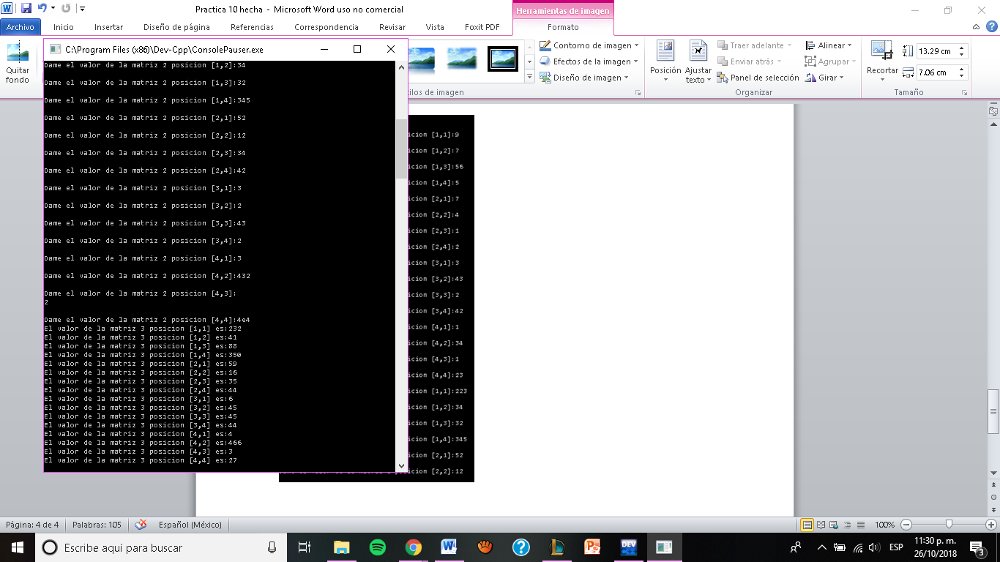 Practica 10 hecha - Microsoft Word uso no comercial
Herramientas de imagen
Archivo Inicio Insertar Diseño de página Referencias Correspondencia Revisar Vista Foxit PDF Formato
Quitar fondo
Contorno de imagen
Efectos de la imagen
Diseño de imagen
tilos de imagen
Posición
Ajustar texto
Traer adelante
Enviar atrás
Panel de selección
Alinear
Agrupar
Girar
Organizar
Recortar
13.29 cm
7.06 cm
Tamaño
C:\Program Files (x86)\Dev-Cpp\ConsolePauser.exe
Dame el valor de la matriz 2 posicion [1,2]:34
Dame el valor de la matriz 2 posicion [1,3]:32
Dame el valor de la matriz 2 posicion [1,4]:345
Dame el valor de la matriz 2 posicion [2,1]:52
Dame el valor de la matriz 2 posicion [2,2]:12
Dame el valor de la matriz 2 posicion [2,3]:34
Dame el valor de la matriz 2 posicion [2,4]:42
Dame el valor de la matriz 2 posicion [3,1]:3
Dame el valor de la matriz 2 posicion [3,2]:2
Dame el valor de la matriz 2 posicion [3,3]:43
Dame el valor de la matriz 2 posicion [3,4]:2
Dame el valor de la matriz 2 posicion [4,1]:3
Dame el valor de la matriz 2 posicion [4,2]:432
Dame el valor de la matriz 2 posicion [4,3]:
2
Dame el valor de la matriz 2 posicion [4,4]:4e4
El valor de la matriz 3 posicion [1,1] es:232
El valor de la matriz 3 posicion [1,2] es:41
El valor de la matriz 3 posicion [1,3] es:88
El valor de la matriz 3 posicion [1,4] es:350
El valor de la matriz 3 posicion [2,1] es:59
El valor de la matriz 3 posicion [2,2] es:16
El valor de la matriz 3 posicion [2,3] es:35
El valor de la matriz 3 posicion [2,4] es:44
El valor de la matriz 3 posicion [3,1] es:6
El valor de la matriz 3 posicion [3,2] es:45
El valor de la matriz 3 posicion [3,3] es:45
El valor de la matriz 3 posicion [3,4] es:44
El valor de la matriz 3 posicion [4,1] es:4
El valor de la matriz 3 posicion [4,2] es:466
El valor de la matriz 3 posicion [4,3] es:3
El valor de la matriz 3 posicion [4,4] es:27
icion [1,1]:9
icion [1,2]:7
icion [1,3]:56
icion [1,4]:5
icion [2,1]:7
icion [2,2]:4
icion [2,3]:1
icion [2,4]:2
icion [3,1]:3
icion [3,2]:43
icion [3,3]:2
icion [3,4]:42
icion [4,1]:1
icion [4,2]:34
icion [4,3]:1
icion [4,4]:23
icion [1,1]:223
icion [1,2]:34
icion [1,3]:32
icion [1,4]:345
icion [2,1]:52
icion [2,2]:12
Página: 4 de 4 Palabras: 105 Español (México) 100%
Escribe aquí para buscar
DEV
ESP
11:30 p. m.
26/10/2018
3